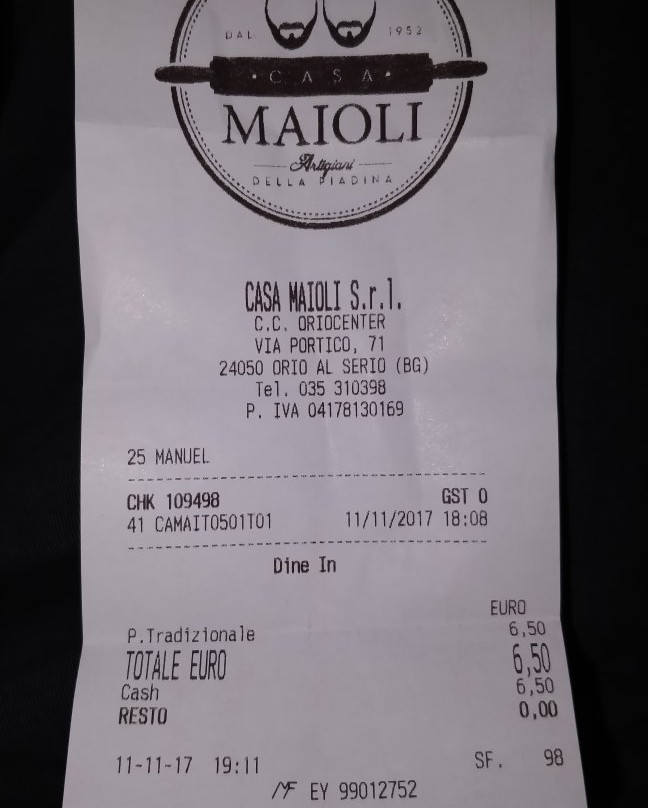 DAL 1952
CASA
MAIOLI
Artigiani
DELLA PIADINA
CASA MAIOLI S.r.l.
C.C. ORIOCENTER
VIA PORTICO, 71
24050 ORIO AL SERIO (BG)
Tel. 035 310398
P. IVA 04178130169
25 MANUEL
CHK 109498 GST 0
41 CAMAIT0501T01 11/11/2017 18:08
Dine In
EURO
P.Tradizionale 6,50
TOTALE EURO 6,50
Cash 6,50
RESTO 0,00
11-11-17 19:11 SF. 98
MF EY 99012752